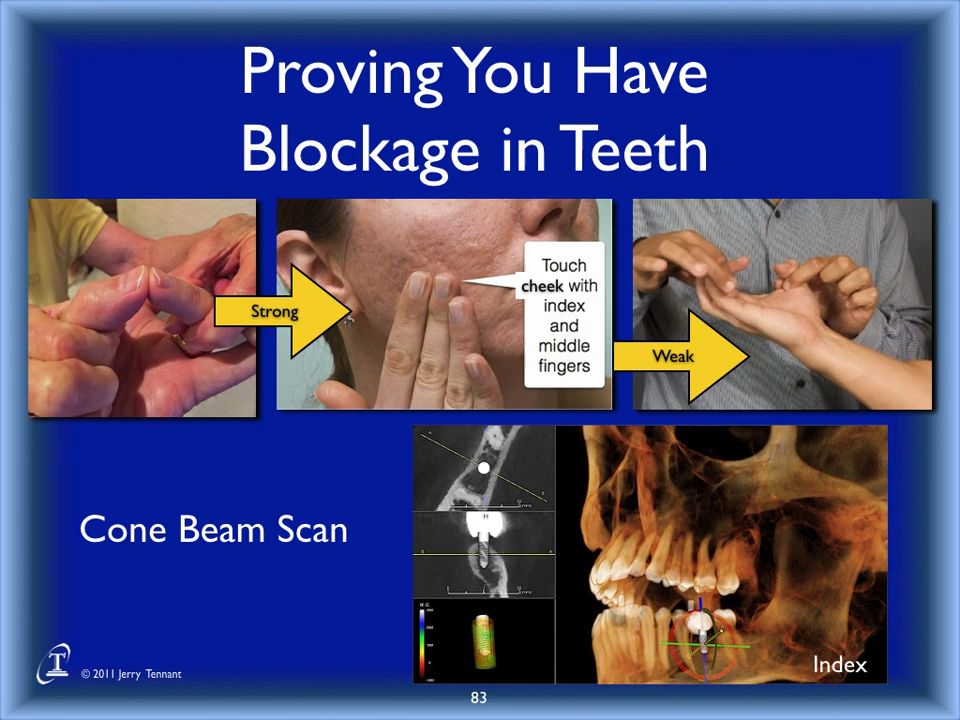 Proving You Have
Blockage in Teeth
Strong
Touch
cheek with
index
and
middle
fingers
Weak
Cone Beam Scan
Index
T
© 2011 Jerry Tennant
83